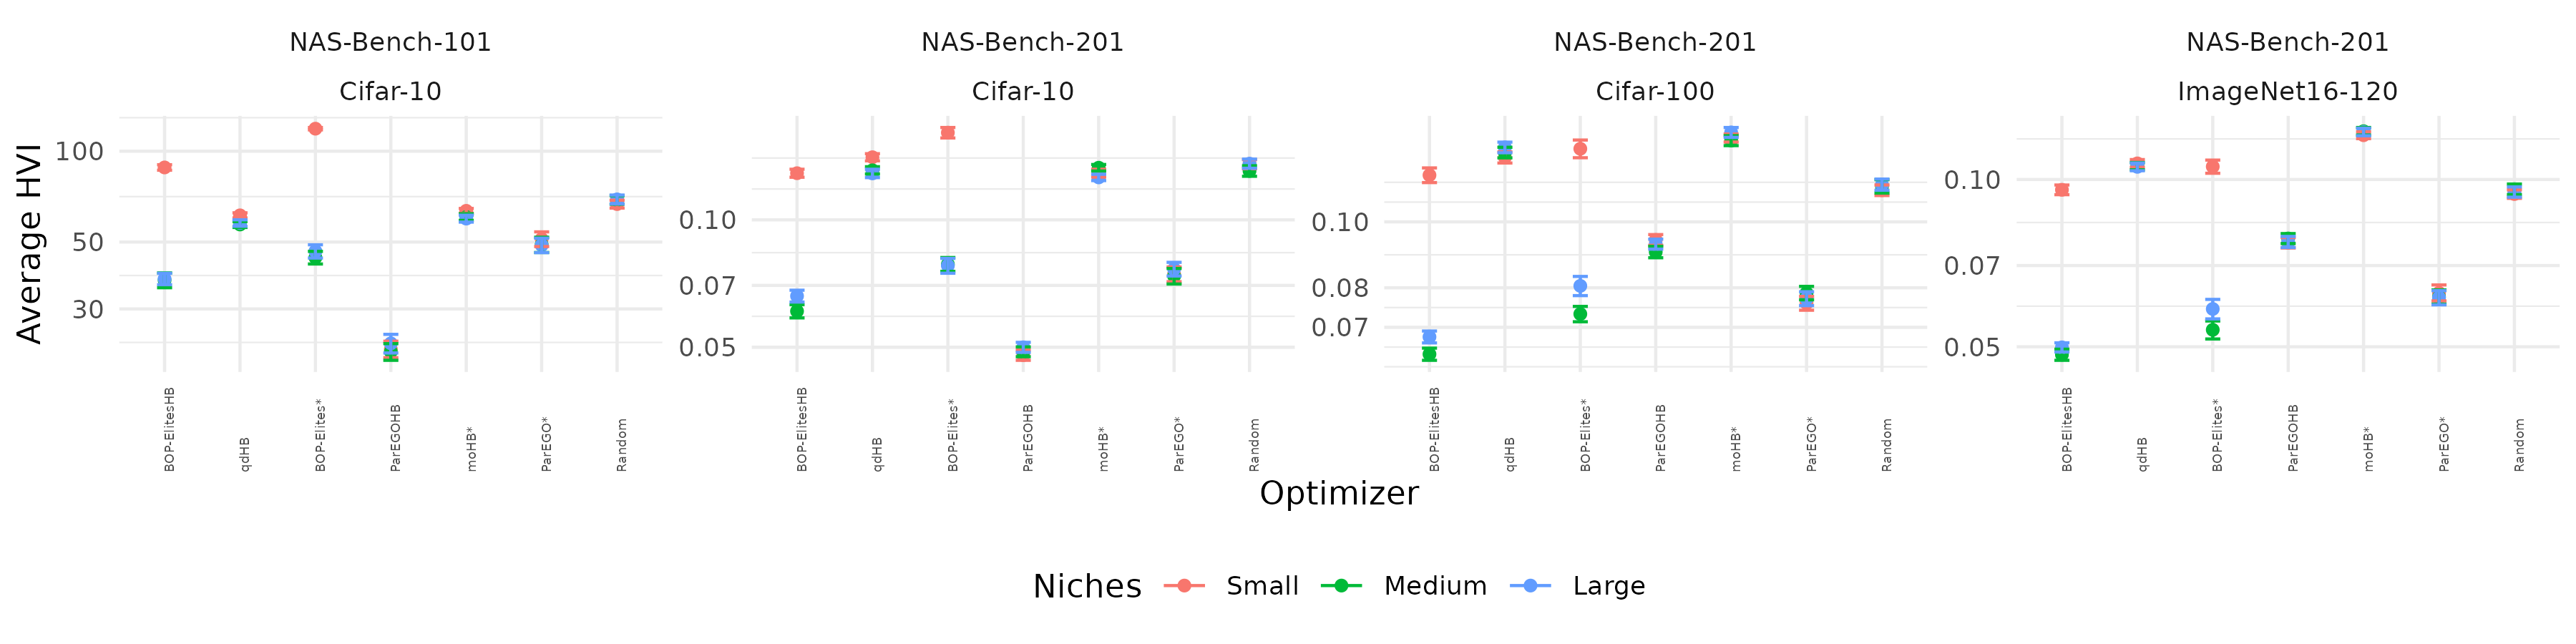 NAS-Bench-101
Cifar-10
NAS-Bench-201
Cifar-10
NAS-Bench-201
Cifar-100
NAS-Bench-201
ImageNet16-120
Average HVI
100
50
30
0.10
0.07
0.05
0.10
0.08
0.07
0.10
0.07
0.05
BOP-ElitesHB
qdHB
BOP-Elites*
ParEGOHB
moHB*
ParEGO*
Random
BOP-ElitesHB
qdHB
BOP-Elites*
ParEGOHB
moHB*
ParEGO*
Random
BOP-ElitesHB
qdHB
BOP-Elites*
ParEGOHB
moHB*
ParEGO*
Random
BOP-ElitesHB
qdHB
BOP-Elites*
ParEGOHB
moHB*
ParEGO*
Random
Optimizer
Niches Small Medium Large